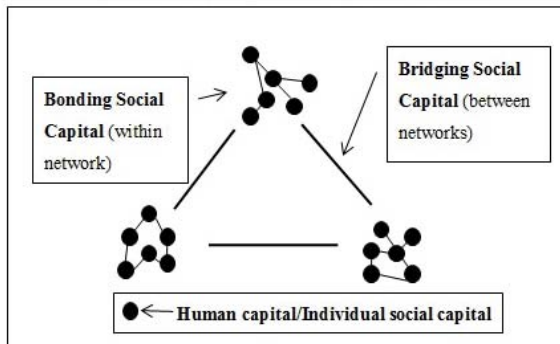 Bonding Social
Capital (within
network)
Bridging Social
Capital (between
networks)
Human capital/Individual social capital